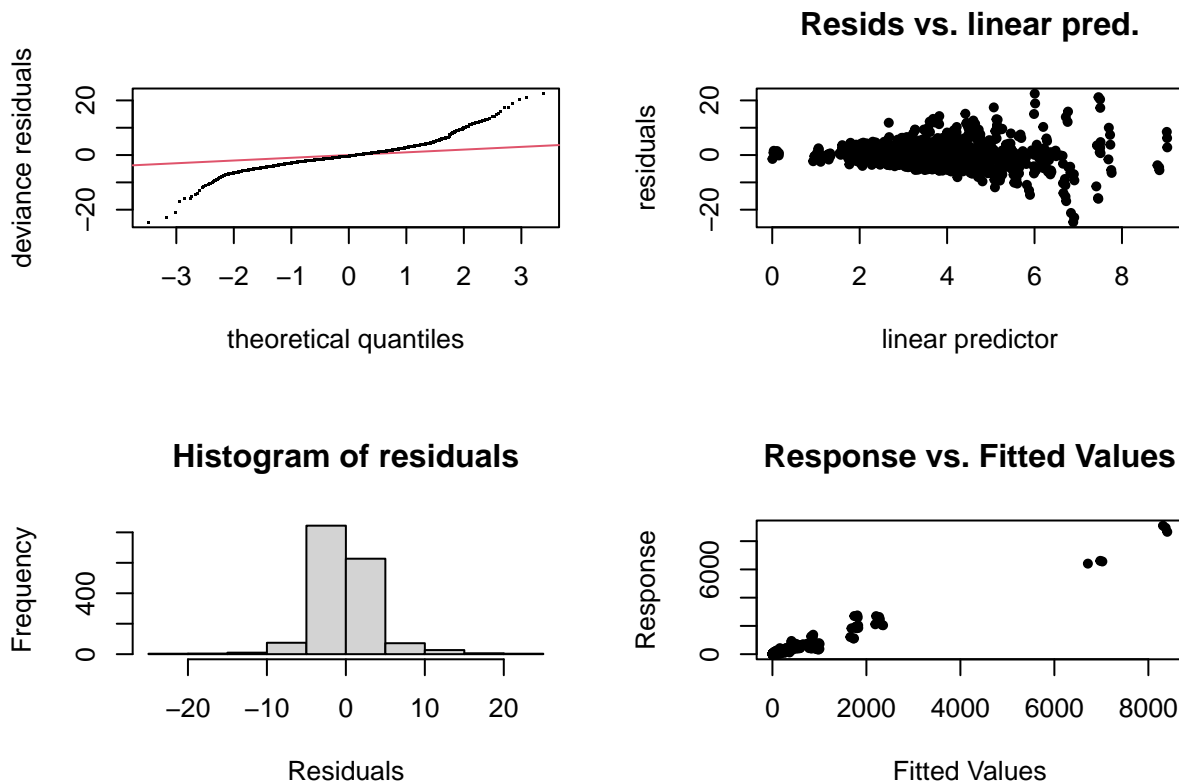 deviance residuals
20
0
−20
−3 −2 −1 0 1 2 3
theoretical quantiles
Resids vs. linear pred.
residuals
20
0
−20
0 2 4 6 8
linear predictor
Histogram of residuals
Frequency
400
0
−20 −10 0 10 20
Residuals
Response vs. Fitted Values
Response
6000
0
0 2000 4000 6000 8000
Fitted Values